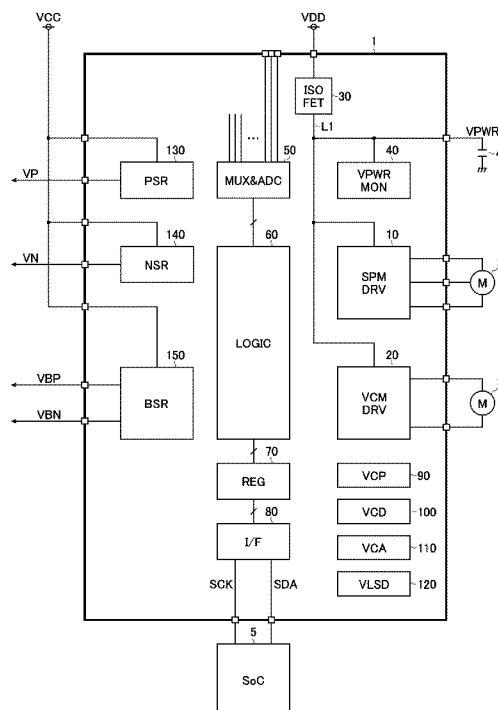 VCC
VDD
1
ISO
FET
30
L1
VPWR
130
50
40
VP
PSR
MUX&ADC
VPWR
MON
140
60
10
VN
NSR
SPM
DRV
M
LOGIC
150
20
VBP
BSR
VCM
DRV
M
VBN
70
REG
VCP
90
80
VCD
100
I/F
VCA
110
SCK
SDA
VLSD
120
5
SoC